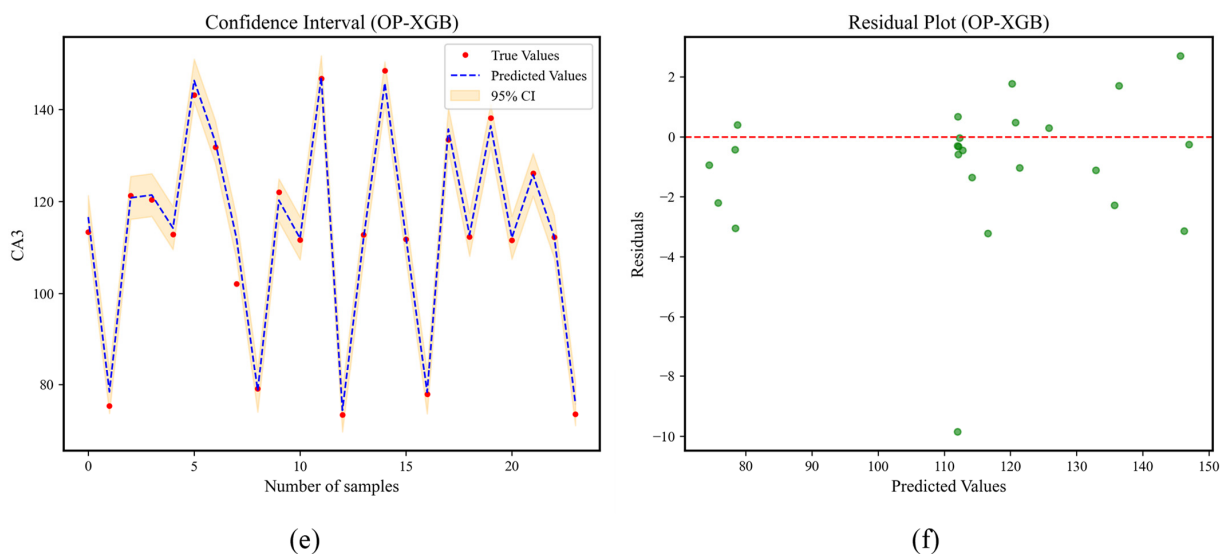 Confidence Interval (OP-XGB)
True Values
Predicted Values
95% CI
CA3
140
120
100
80
0
5
10
15
20
Number of samples
(e)
Residual Plot (OP-XGB)
Residuals
2
0
−2
−4
−6
−8
−10
80
90
100
110
120
130
140
150
Predicted Values
(f)